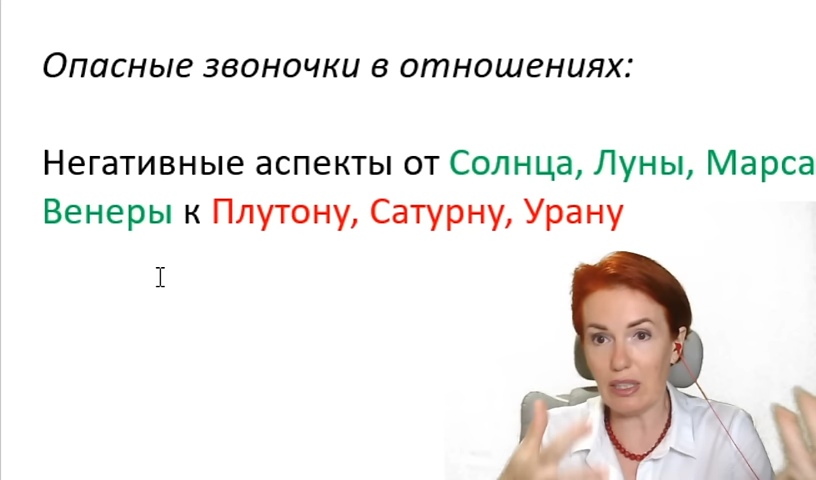 Опасные звоночки в отношениях:
Негативные аспекты от Солнца, Луны, Марса
Венеры к Плутону, Сатурну, Урану